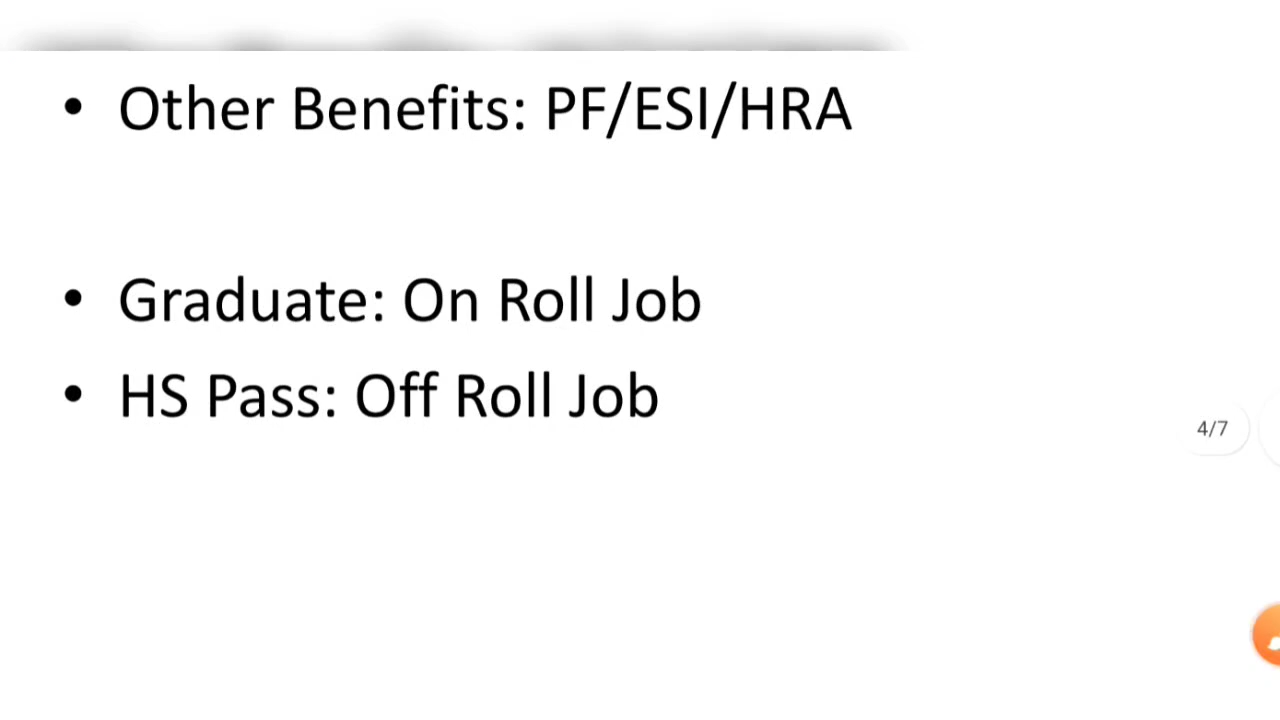 • Other Benefits: PF/ESI/HRA
• Graduate: On Roll Job
• HS Pass: Off Roll Job
4/7